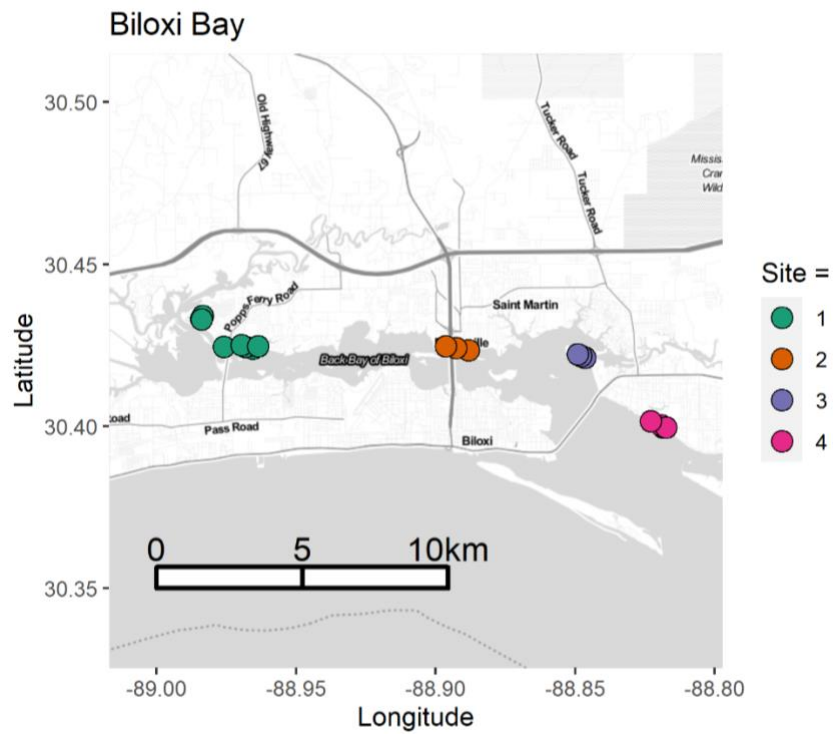 Biloxi Bay
30.50
30.45
30.40
30.35
Latitude
Old Highway 67
Tucker Road
Tucker Road
Missis
Cran
Wild
Popps Ferry Road
Saint Martin
Back Bay of Biloxi
Pass Road
Biloxi
0 5 10km
-89.00 -88.95 -88.90 -88.85 -88.80
Longitude
Site =
1
2
3
4